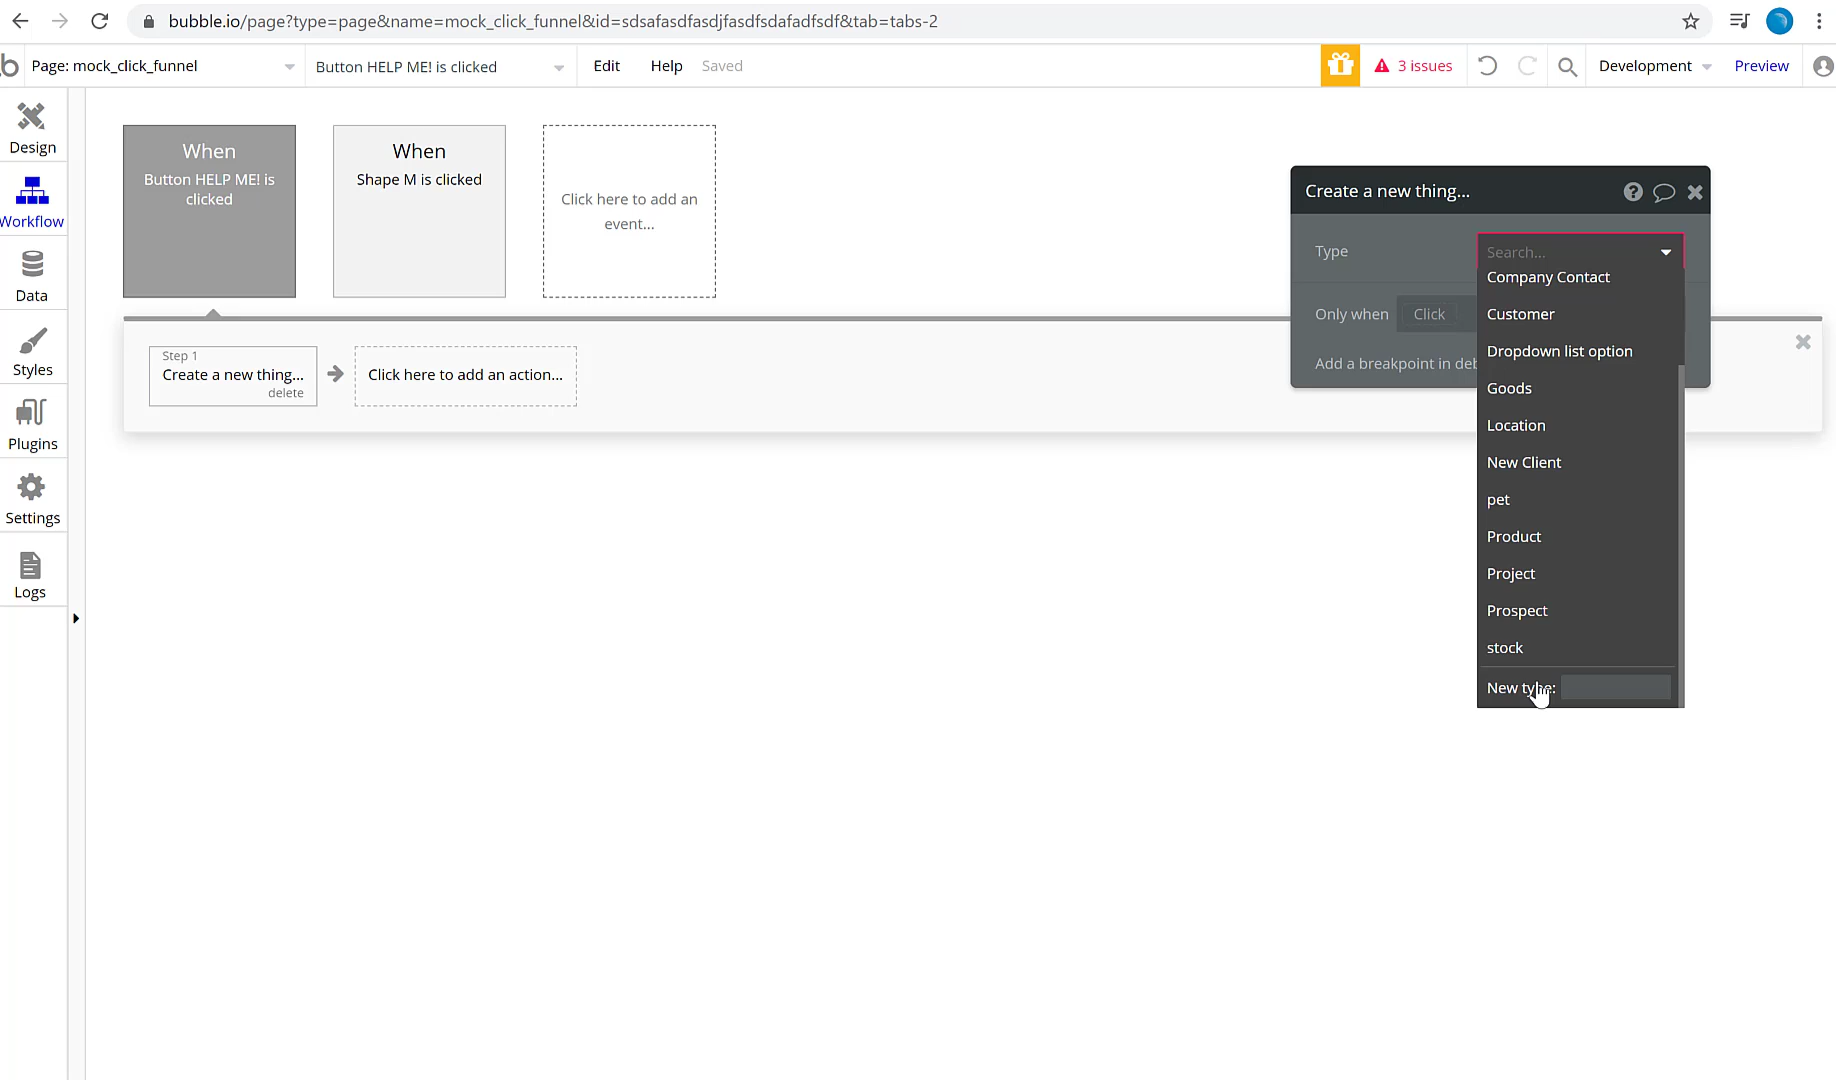 bubble.io/page?type=page&name=mock_click_funnel&id=sdsafasdfasdjfasdfsdafadfsdf&tab=tabs-2
b Page: mock_click_funnel Button HELP ME! is clicked Edit Help Saved 3 issues Development Preview
Design
Workflow
Data
Styles
Plugins
Settings
Logs
When
Button HELP ME! is
clicked
When
Shape M is clicked
Click here to add an
event...
Step 1
Create a new thing...
delete
Click here to add an action...
Create a new thing...
Type
Search...
Only when Click
Add a breakpoint in deb
Company Contact
Customer
Dropdown list option
Goods
Location
New Client
pet
Product
Project
Prospect
stock
New type: